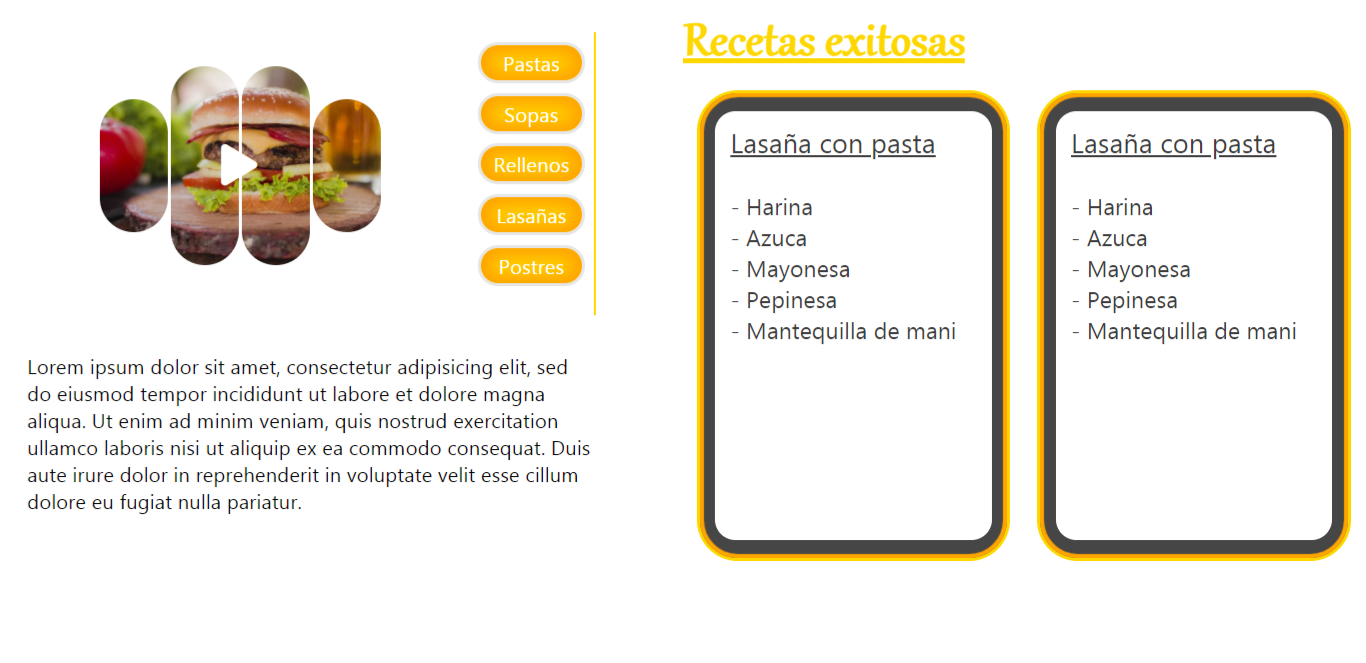 Pastas
Sopas
Rellenos
Lasañas
Postres
Lorem ipsum dolor sit amet, consectetur adipisicing elit, sed
do eiusmod tempor incididunt ut labore et dolore magna
aliqua. Ut enim ad minim veniam, quis nostrud exercitation
ullamco laboris nisi ut aliquip ex ea commodo consequat. Duis
aute irure dolor in reprehenderit in voluptate velit esse cillum
dolore eu fugiat nulla pariatur.
Recetas exitosas
Lasaña con pasta
- Harina
- Azuca
- Mayonesa
- Pepinesa
- Mantequilla de mani
Lasaña con pasta
- Harina
- Azuca
- Mayonesa
- Pepinesa
- Mantequilla de mani